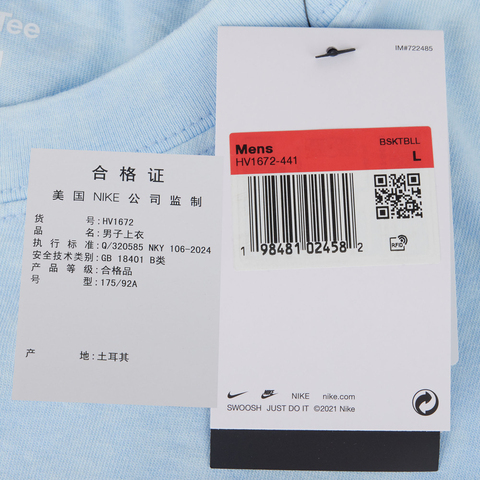 Tee
IM#722485
Mens
BSKTBLL
HV1672-441
L
1 98481 02458 2
RFID
合格证
美国 NIKE 公司监制
货 号:HV1672
品 名:男子上衣
执行标准:Q/320585 NKY 106-2024
安全技术类别:GB 18401 B类
产品等级:合格品
号 型:175/92A
产 地:土耳其
NIKE nike.com
SWOOSH JUST DO IT ©2021 Nike